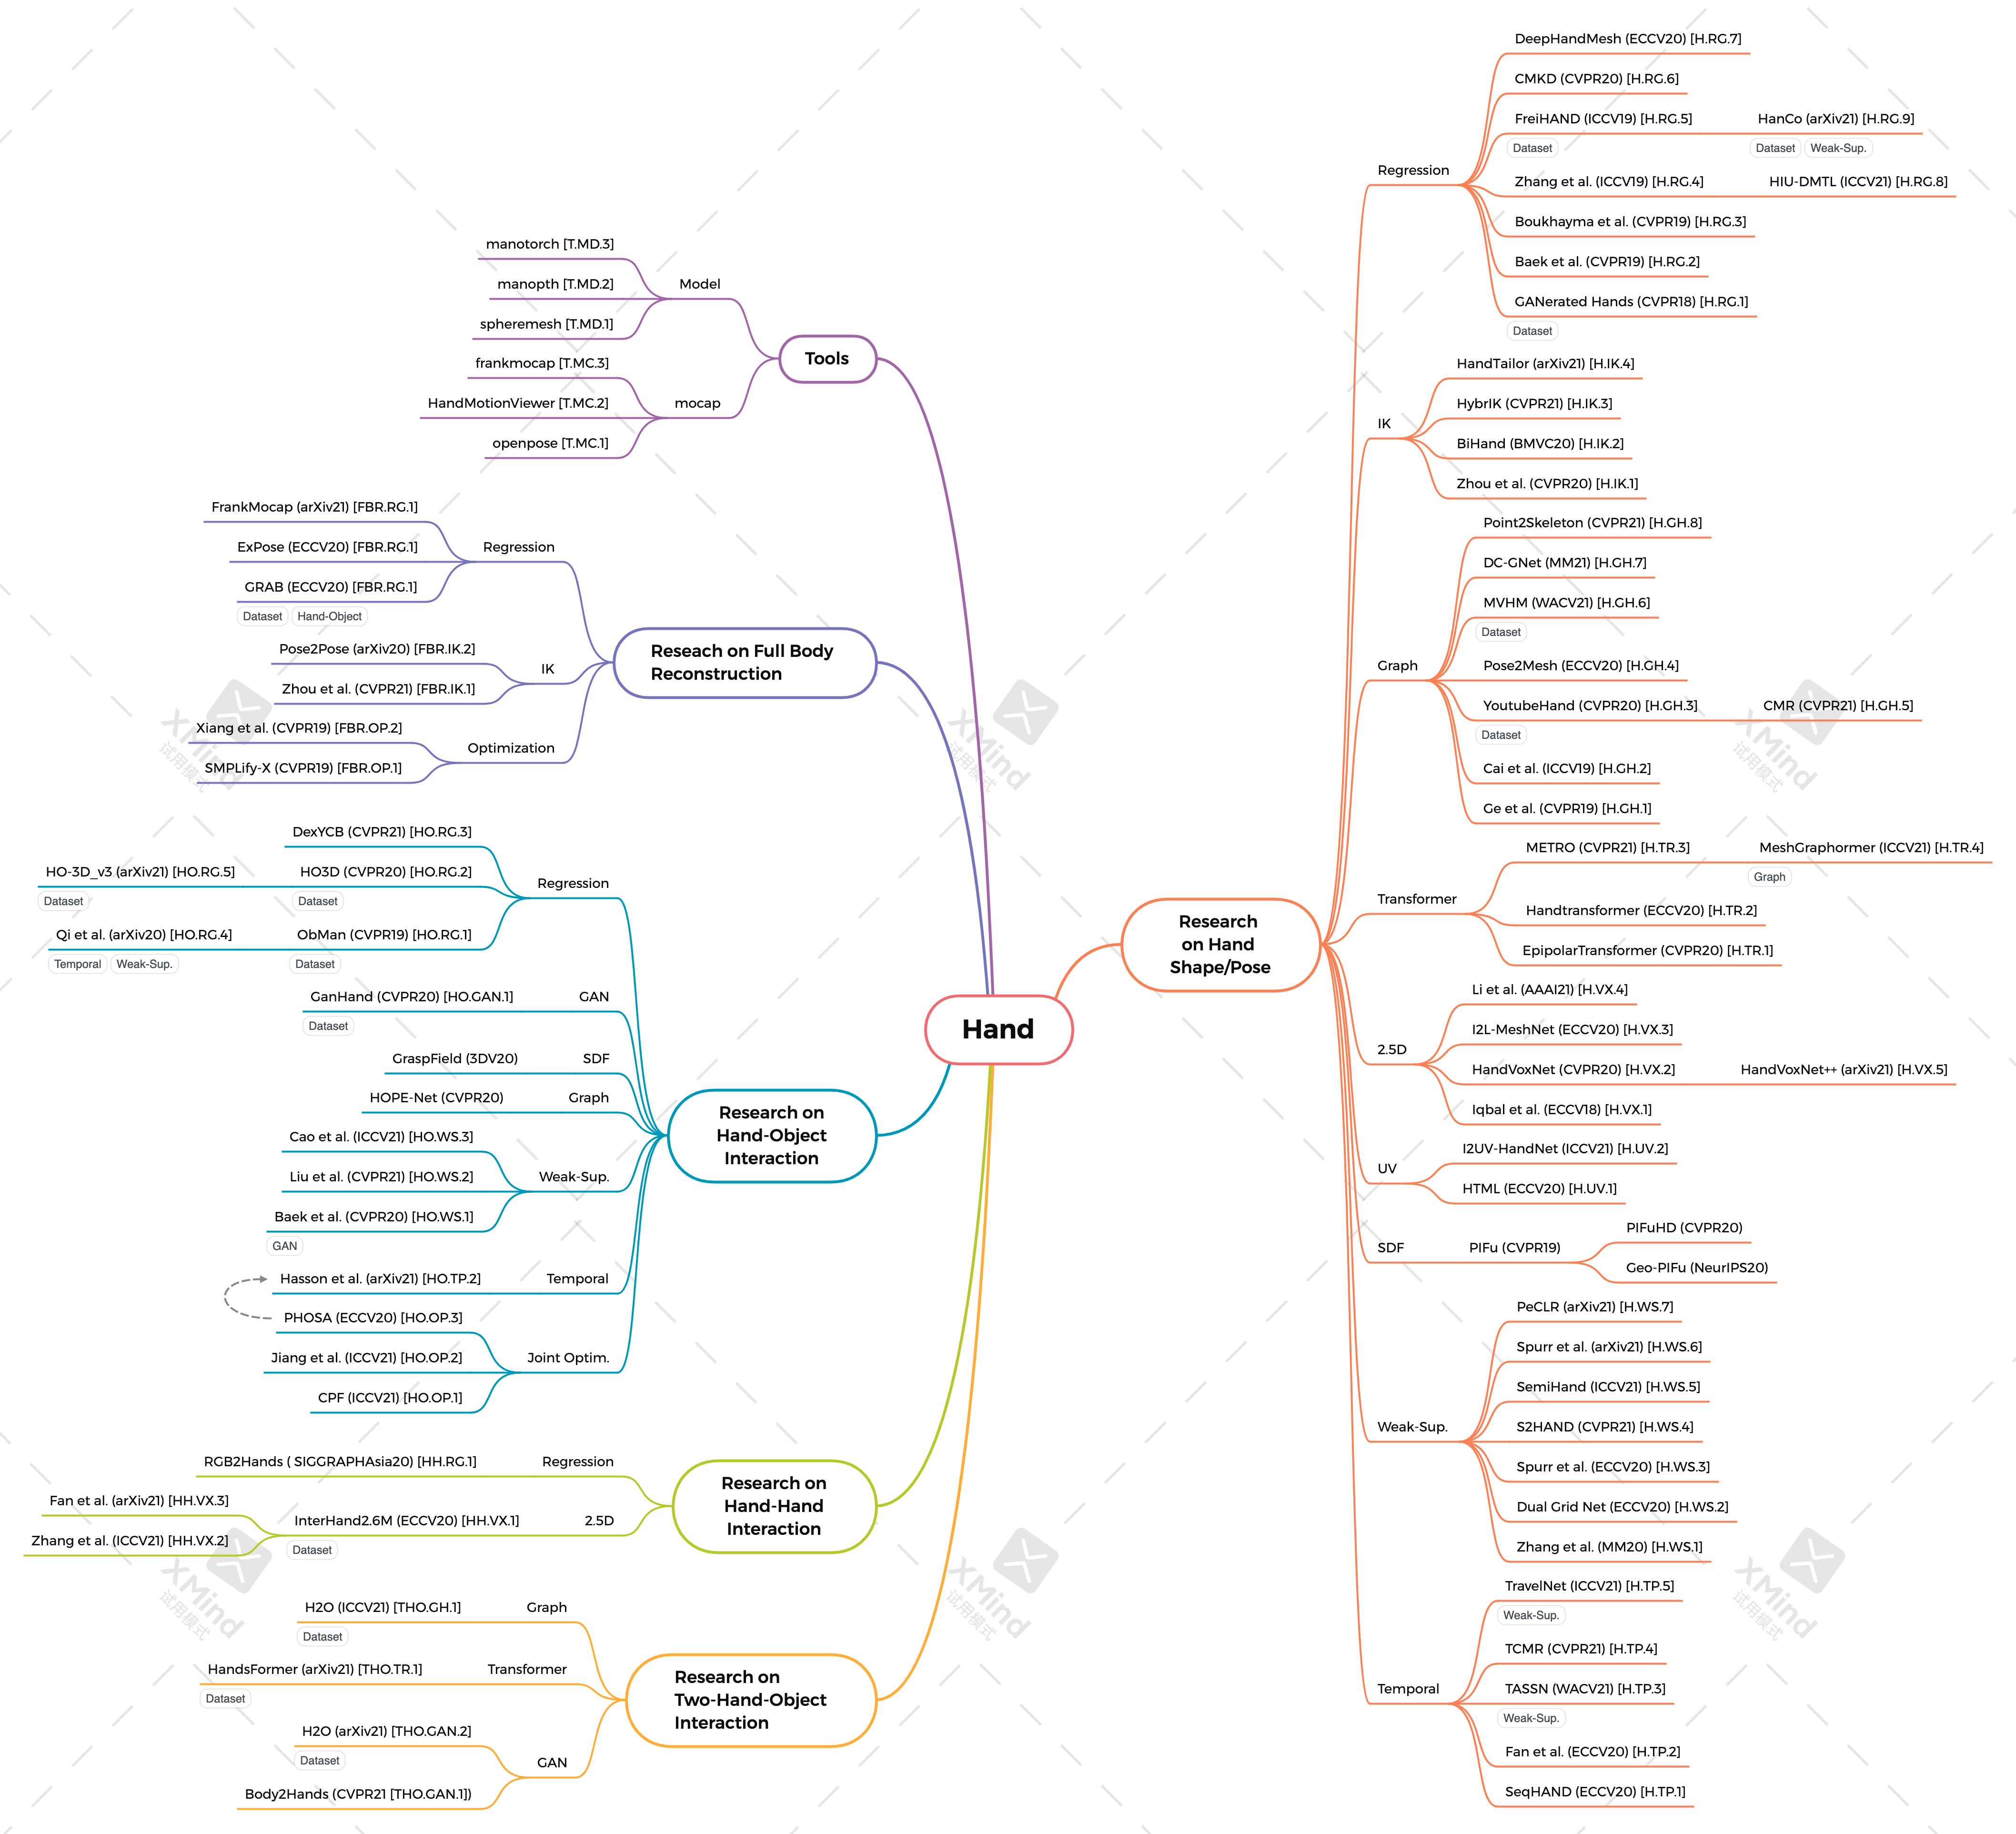 Hand
Tools
Model
manotorch [T.MD.3]
manopth [T.MD.2]
spheremesh [T.MD.1]
mocap
frankmocap [T.MC.3]
HandMotionViewer [T.MC.2]
openpose [T.MC.1]
Reseach on Full Body
Reconstruction
Regression
FrankMocap (arXiv21) [FBR.RG.1]
ExPose (ECCV20) [FBR.RG.1]
GRAB (ECCV20) [FBR.RG.1]
Dataset
Hand-Object
IK
Pose2Pose (arXiv20) [FBR.IK.2]
Zhou et al. (CVPR21) [FBR.IK.1]
Optimization
Xiang et al. (CVPR19) [FBR.OP.2]
SMPLify-X (CVPR19) [FBR.OP.1]
Research on
Hand-Object
Interaction
Regression
DexYCB (CVPR21) [HO.RG.3]
HO3D (CVPR20) [HO.RG.2]
Dataset
HO-3D_v3 (arXiv21) [HO.RG.5]
Dataset
ObMan (CVPR19) [HO.RG.1]
Dataset
Qi et al. (arXiv20) [HO.RG.4]
Temporal
Weak-Sup.
GAN
GanHand (CVPR20) [HO.GAN.1]
Dataset
SDF
GraspField (3DV20)
Graph
HOPE-Net (CVPR20)
Weak-Sup.
Cao et al. (ICCV21) [HO.WS.3]
Liu et al. (CVPR21) [HO.WS.2]
Baek et al. (CVPR20) [HO.WS.1]
GAN
Temporal
Hasson et al. (arXiv21) [HO.TP.2]
Joint Optim.
PHOSA (ECCV20) [HO.OP.3]
Jiang et al. (ICCV21) [HO.OP.2]
CPF (ICCV21) [HO.OP.1]
Research on
Hand-Hand
Interaction
Regression
RGB2Hands ( SIGGRAPHAsia20) [HH.RG.1]
2.5D
InterHand2.6M (ECCV20) [HH.VX.1]
Dataset
Fan et al. (arXiv21) [HH.VX.3]
Zhang et al. (ICCV21) [HH.VX.2]
Research on
Two-Hand-Object
Interaction
Graph
H2O (ICCV21) [THO.GH.1]
Dataset
Transformer
HandsFormer (arXiv21) [THO.TR.1]
Dataset
GAN
H2O (arXiv21) [THO.GAN.2]
Dataset
Body2Hands (CVPR21 [THO.GAN.1])
Research
on Hand
Shape/Pose
Regression
DeepHandMesh (ECCV20) [H.RG.7]
CMKD (CVPR20) [H.RG.6]
FreiHAND (ICCV19) [H.RG.5]
Dataset
HanCo (arXiv21) [H.RG.9]
Dataset
Weak-Sup.
Zhang et al. (ICCV19) [H.RG.4]
HIU-DMTL (ICCV21) [H.RG.8]
Boukhayma et al. (CVPR19) [H.RG.3]
Baek et al. (CVPR19) [H.RG.2]
GANerated Hands (CVPR18) [H.RG.1]
Dataset
IK
HandTailor (arXiv21) [H.IK.4]
HybrIK (CVPR21) [H.IK.3]
BiHand (BMVC20) [H.IK.2]
Zhou et al. (CVPR20) [H.IK.1]
Graph
Point2Skeleton (CVPR21) [H.GH.8]
DC-GNet (MM21) [H.GH.7]
MVHM (WACV21) [H.GH.6]
Dataset
Pose2Mesh (ECCV20) [H.GH.4]
YoutubeHand (CVPR20) [H.GH.3]
Dataset
CMR (CVPR21) [H.GH.5]
Cai et al. (ICCV19) [H.GH.2]
Ge et al. (CVPR19) [H.GH.1]
Transformer
METRO (CVPR21) [H.TR.3]
MeshGraphormer (ICCV21) [H.TR.4]
Graph
Handtransformer (ECCV20) [H.TR.2]
EpipolarTransformer (CVPR20) [H.TR.1]
2.5D
Li et al. (AAAI21) [H.VX.4]
I2L-MeshNet (ECCV20) [H.VX.3]
HandVoxNet (CVPR20) [H.VX.2]
HandVoxNet++ (arXiv21) [H.VX.5]
Iqbal et al. (ECCV18) [H.VX.1]
UV
I2UV-HandNet (ICCV21) [H.UV.2]
HTML (ECCV20) [H.UV.1]
SDF
PIFu (CVPR19)
PIFuHD (CVPR20)
Geo-PIFu (NeurIPS20)
Weak-Sup.
PeCLR (arXiv21) [H.WS.7]
Spurr et al. (arXiv21) [H.WS.6]
SemiHand (ICCV21) [H.WS.5]
S2HAND (CVPR21) [H.WS.4]
Spurr et al. (ECCV20) [H.WS.3]
Dual Grid Net (ECCV20) [H.WS.2]
Zhang et al. (MM20) [H.WS.1]
Temporal
TravelNet (ICCV21) [H.TP.5]
Weak-Sup.
TCMR (CVPR21) [H.TP.4]
TASSN (WACV21) [H.TP.3]
Weak-Sup.
Fan et al. (ECCV20) [H.TP.2]
SeqHAND (ECCV20) [H.TP.1]
XMind
试用模式
XMind
试用模式
XMind
试用模式
XMind
试用模式
XMind
试用模式
XMind
试用模式